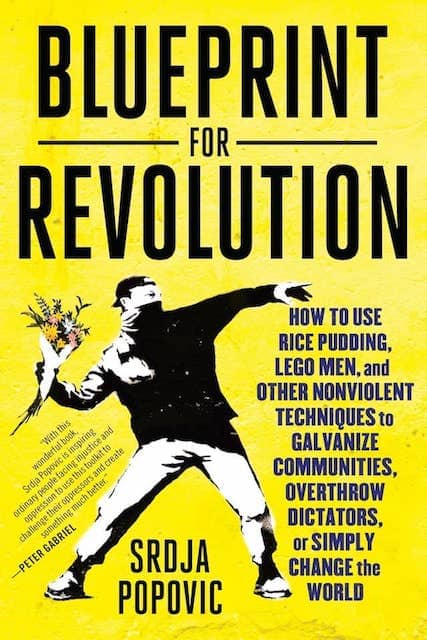 BLUEPRINT
FOR
REVOLUTION
HOW TO USE
RICE PUDDING,
LEGO MEN, and
OTHER NONVIOLENT
TECHNIQUES to
GALVANIZE
COMMUNITIES,
OVERTHROW
DICTATORS,
or SIMPLY
CHANGE the
WORLD
"With this
wonderful book,
Srdja Popovic is inspiring
ordinary people facing injustice and
oppression to use this toolkit to
challenge their oppressors and create
something much better."
—PETER GABRIEL
SRDJA
POPOVIC